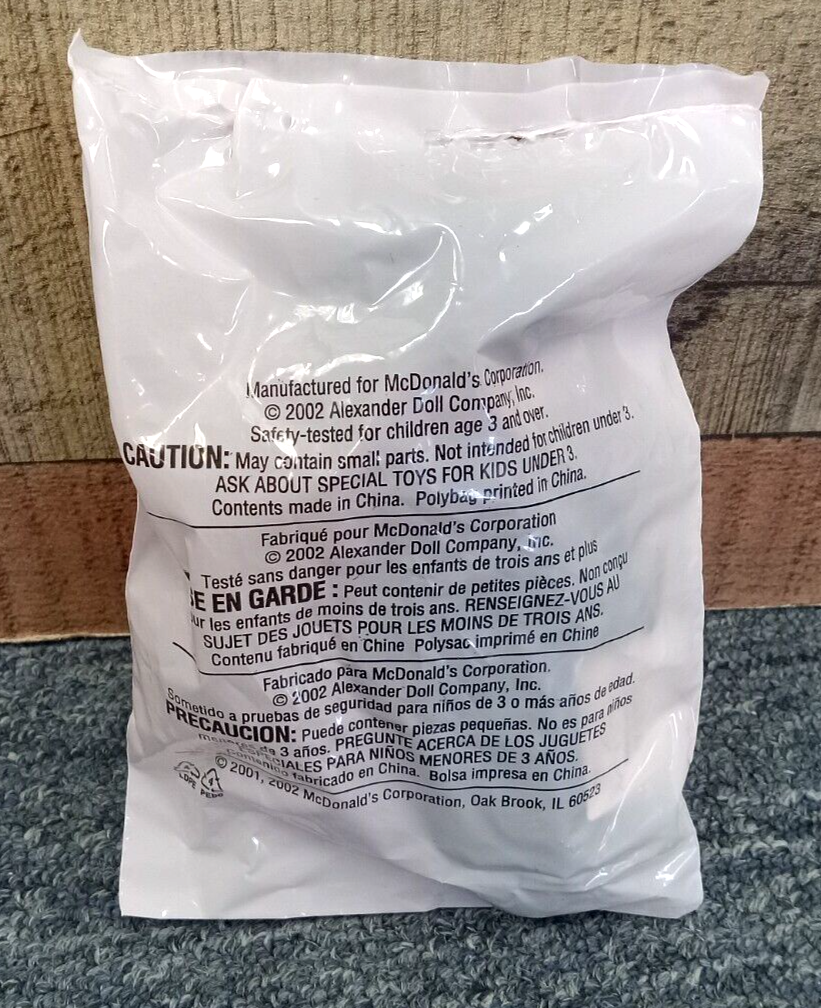 Manufactured for McDonald's Corporation.
© 2002 Alexander Doll Company, Inc.
Safety-tested for children age 3 and over.
CAUTION: May contain small parts. Not intended for children under 3.
ASK ABOUT SPECIAL TOYS FOR KIDS UNDER 3.
Contents made in China. Polybag printed in China.
Fabriqué pour McDonald's Corporation
© 2002 Alexander Doll Company, Inc.
Testé sans danger pour les enfants de trois ans et plus
EN GARDE : Peut contenir de petites pièces. Non conçu
les enfants de moins de trois ans. RENSEIGNEZ-VOUS AU
SUJET DES JOUETS POUR LES MOINS DE TROIS ANS.
Contenu fabriqué en Chine Polysac imprimé en Chine
Fabricado para McDonald's Corporation.
© 2002 Alexander Doll Company, Inc.
Sometido a pruebas de seguridad para niños de 3 o más años de edad.
PRECAUCION: Puede contener piezas pequeñas. No es para niños
de 3 años. PREGUNTE ACERCA DE LOS JUGUETES
ESPECIALES PARA NIÑOS MENORES DE 3 AÑOS.
fabricado en China. Bolsa impresa en China.
© 2001, 2002 McDonald's Corporation, Oak Brook, IL 60523
LDPE